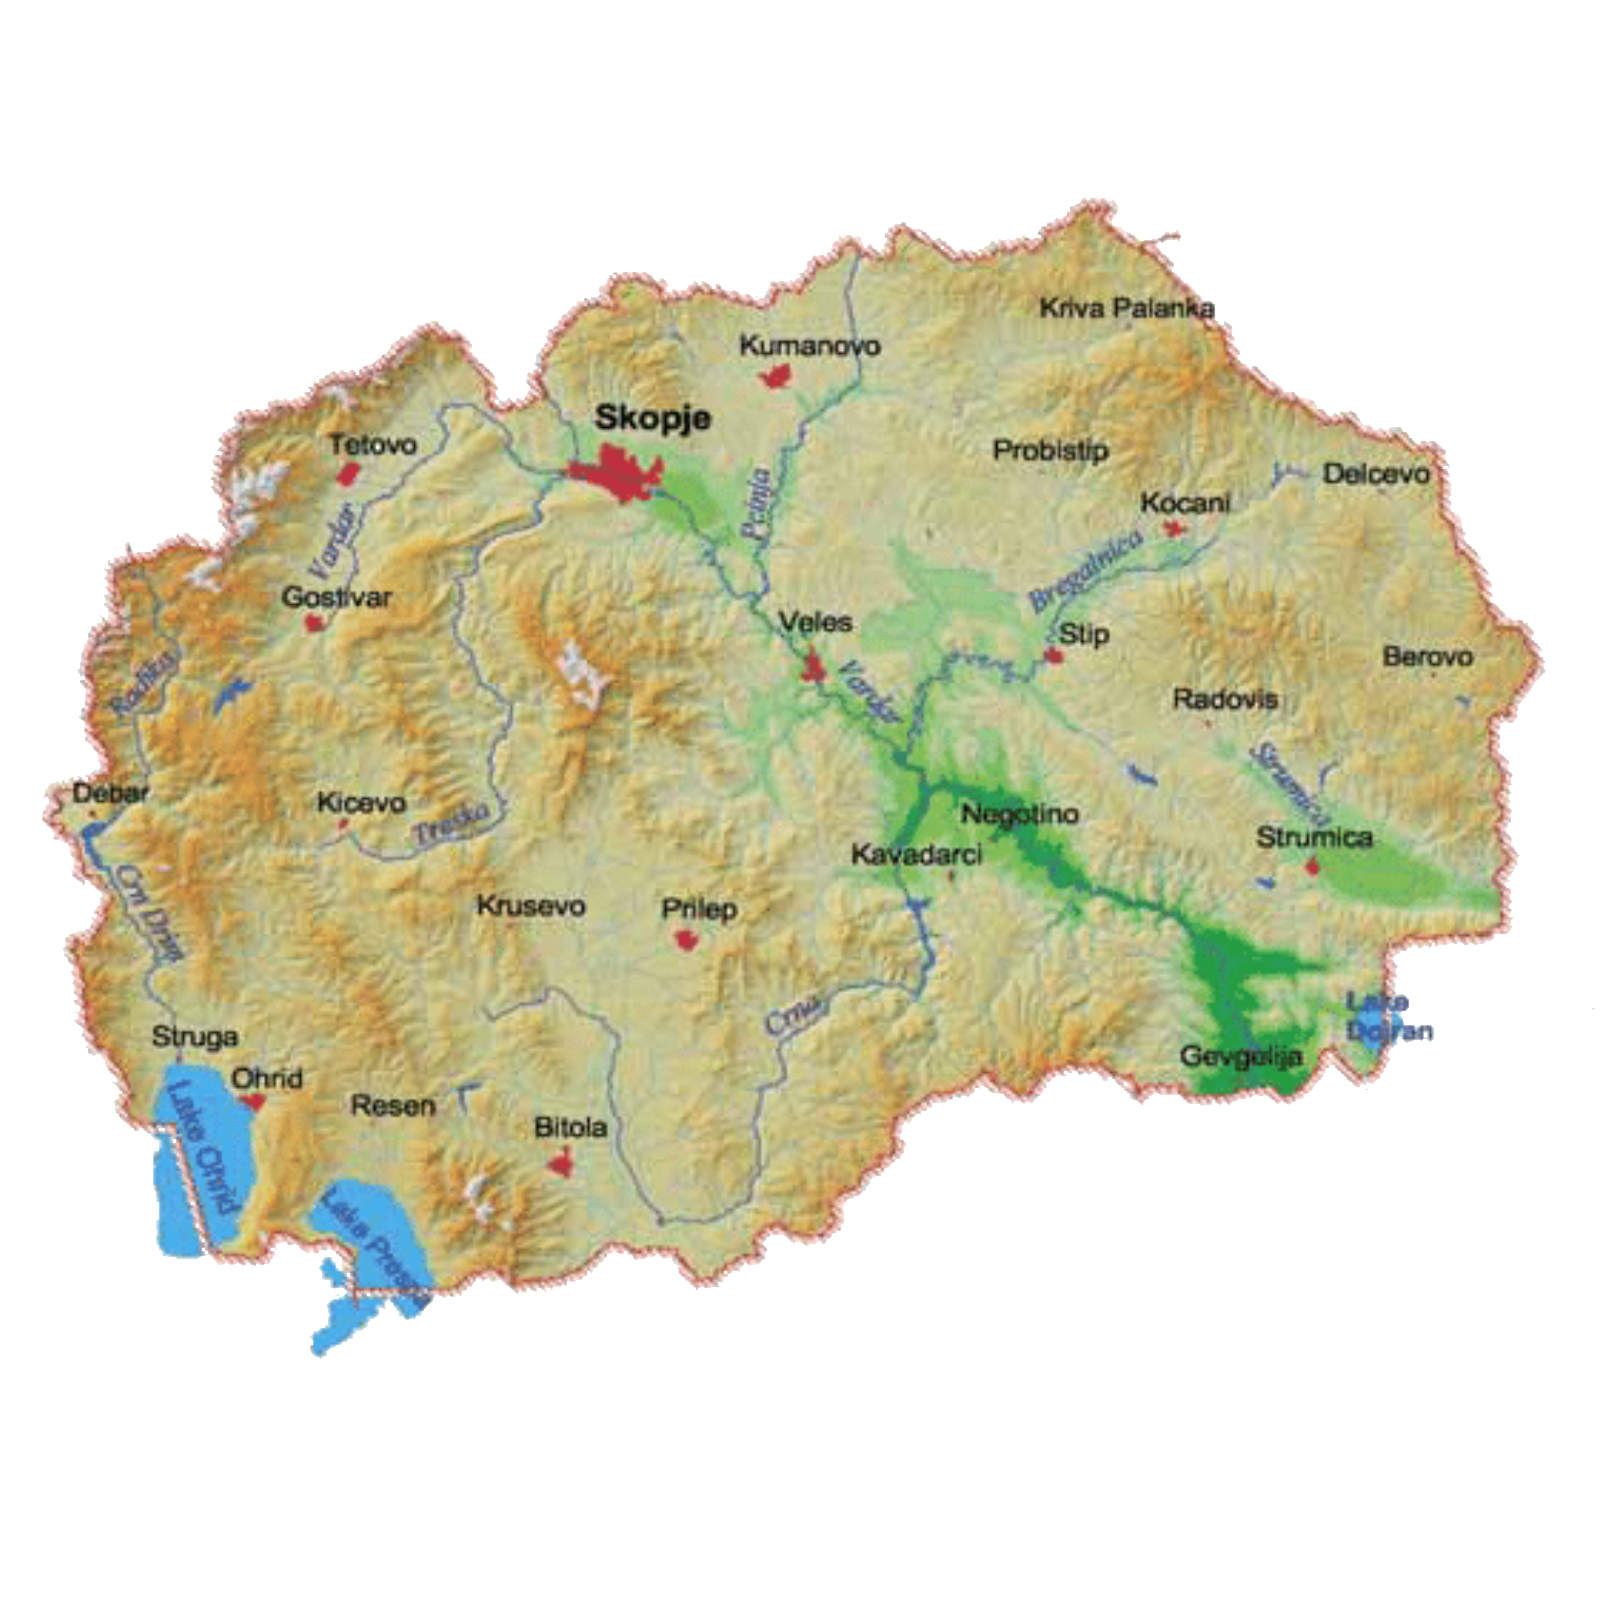 Kriva Palanka
Kumanovo
Skopje
Tetovo
Probistip
Delcevo
Pcinja
Kocani
Vardar
Bregalnica
Gostivar
Veles
Stip
Berovo
Radika
Vardar
Radovis
Debar
Kicevo
Treska
Negotino
Strumica
Strumica
Kavadarci
Crn Drim
Krusevo
Prilep
Crna
Lake
Dojran
Struga
Gevgelija
Ohrid
Resen
Lake Ohrid
Bitola
Lake Prespa